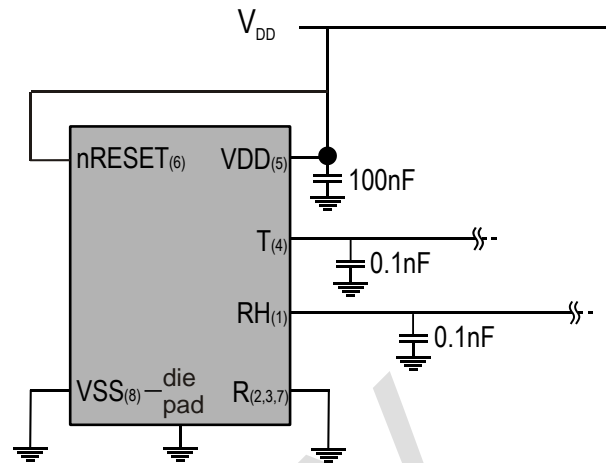 VDD
nRESET(6) VDD(5)
100nF
T(4)
0.1nF
RH(1)
0.1nF
VSS(8) die pad R(2,3,7)